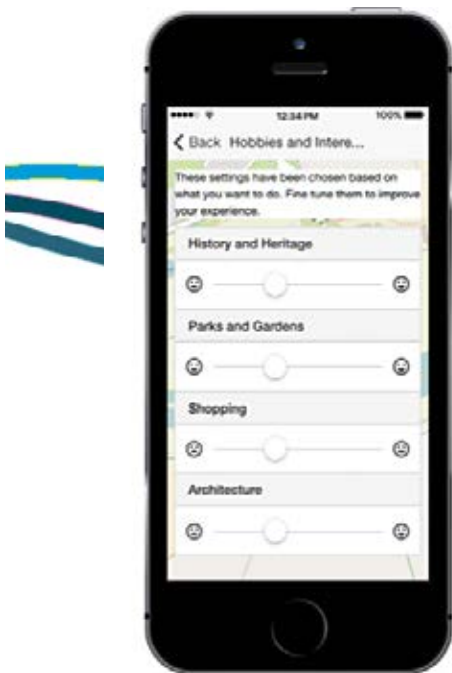 12:34 PM 100%
Back Hobbies and Intere...
These settings have been chosen based on
what you want to do. Fine tune them to improve
your experience.
History and Heritage
Parks and Gardens
Shopping
Architecture